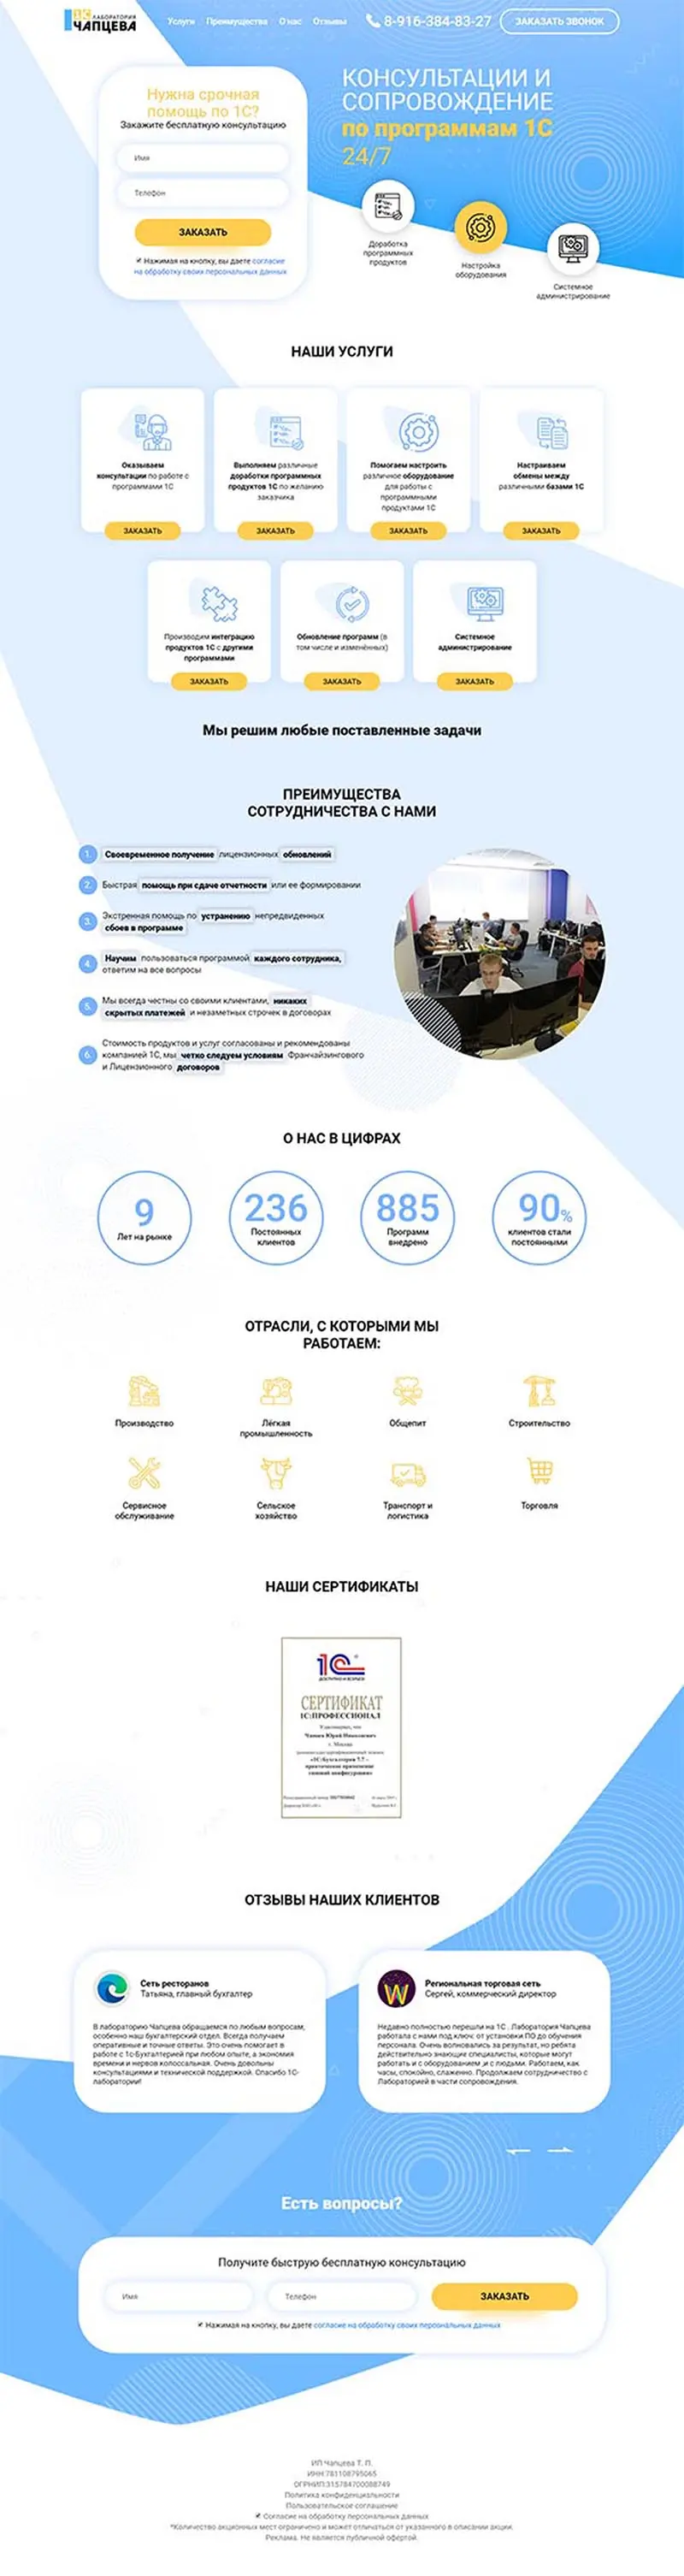 1С ЛАБОРАТОРИЯ
ЧАПЦЕВА
Услуги Преимущества О нас Отзывы
8-916-384-83-27
ЗАКАЗАТЬ ЗВОНОК
Нужна срочная
помощь по 1С?
Закажите бесплатную консультацию
Имя
Телефон
ЗАКАЗАТЬ
Нажимая на кнопку, вы даете согласие
на обработку своих персональных данных
КОНСУЛЬТАЦИИ И
СОПРОВОЖДЕНИЕ
по программам 1С
24/7
Доработка
программных
продуктов
Настройка
оборудования
Системное
администрирование
НАШИ УСЛУГИ
Оказываем
консультации по работе с
программами 1С
ЗАКАЗАТЬ
Выполняем различные
доработки программных
продуктов 1С по желанию
заказчика
ЗАКАЗАТЬ
Помогаем настроить
различное оборудование
для работы с
программными
продуктами 1С
ЗАКАЗАТЬ
Настраиваем
обмены между
различными базами 1С
ЗАКАЗАТЬ
Производим интеграцию
продуктов 1С с другими
программами
ЗАКАЗАТЬ
Обновление программ (в
том числе и изменённых)
ЗАКАЗАТЬ
Системное
администрирование
ЗАКАЗАТЬ
Мы решим любые поставленные задачи
ПРЕИМУЩЕСТВА
СОТРУДНИЧЕСТВА С НАМИ
1. Своевременное получение лицензионных обновлений
2. Быстрая помощь при сдаче отчетности или ее формировании
3. Экстренная помощь по устранению непредвиденных
сбоев в программе
4. Научим пользоваться программой каждого сотрудника,
ответим на все вопросы
5. Мы всегда честны со своими клиентами, никаких
скрытых платежей и незаметных строчек в договорах
6. Стоимость продуктов и услуг согласованы и рекомендованы
компанией 1С, мы четко следуем условиям Франчайзингового
и Лицензионного договоров
О НАС В ЦИФРАХ
9
Лет на рынке
236
Постоянных
клиентов
885
Программ
внедрено
90%
клиентов стали
постоянными
ОТРАСЛИ, С КОТОРЫМИ МЫ
РАБОТАЕМ:
Производство
Лёгкая
промышленность
Общепит
Строительство
Сервисное
обслуживание
Сельское
хозяйство
Транспорт и
логистика
Торговля
НАШИ СЕРТИФИКАТЫ
1С
СЕРТИФИКАТ
1С:ПРОФЕССИОНАЛ
Удостоверяет, что
г. Москва
«1С:Бухгалтерия 7.7 –
практическое применение
типовой конфигурации»
ОТЗЫВЫ НАШИХ КЛИЕНТОВ
Сеть ресторанов
Татьяна, главный бухгалтер
В лабораторию Чапцева обращаемся по любым вопросам,
особенно наш бухгалтерский отдел. Всегда получаем
оперативные и точные ответы. Это очень помогает в
работе с 1с-Бухгалтерией при любом опыте, а экономия
времени и нервов колоссальная. Очень довольны
консультациями и технической поддержкой. Спасибо 1С-
лаборатории!
Региональная торговая сеть
Сергей, коммерческий директор
Недавно полностью перешли на 1С . Лаборатория Чапцева
работала с нами под ключ: от установки ПО до обучения
персонала. Очень волновались за результат, но ребята
действительно знающие специалисты, которые могут
работать и с оборудованием ,и с людьми. Работаем, как
часы, спокойно, слаженно. Продолжаем сотрудничество с
Лабораторией в части сопровождения.
Есть вопросы?
Получите быструю бесплатную консультацию
Имя
Телефон
ЗАКАЗАТЬ
Нажимая на кнопку, вы даете согласие на обработку своих персональных данных
ИП Чапцева Т. П.
ИНН:781108795065
ОГРНИП:315784700088749
Политика конфиденциальности
Пользовательское соглашение
Согласие на обработку персональных данных
*Количество акционных мест ограничено и может отличаться от указанного в описании акции.
Реклама. Не является публичной офертой.